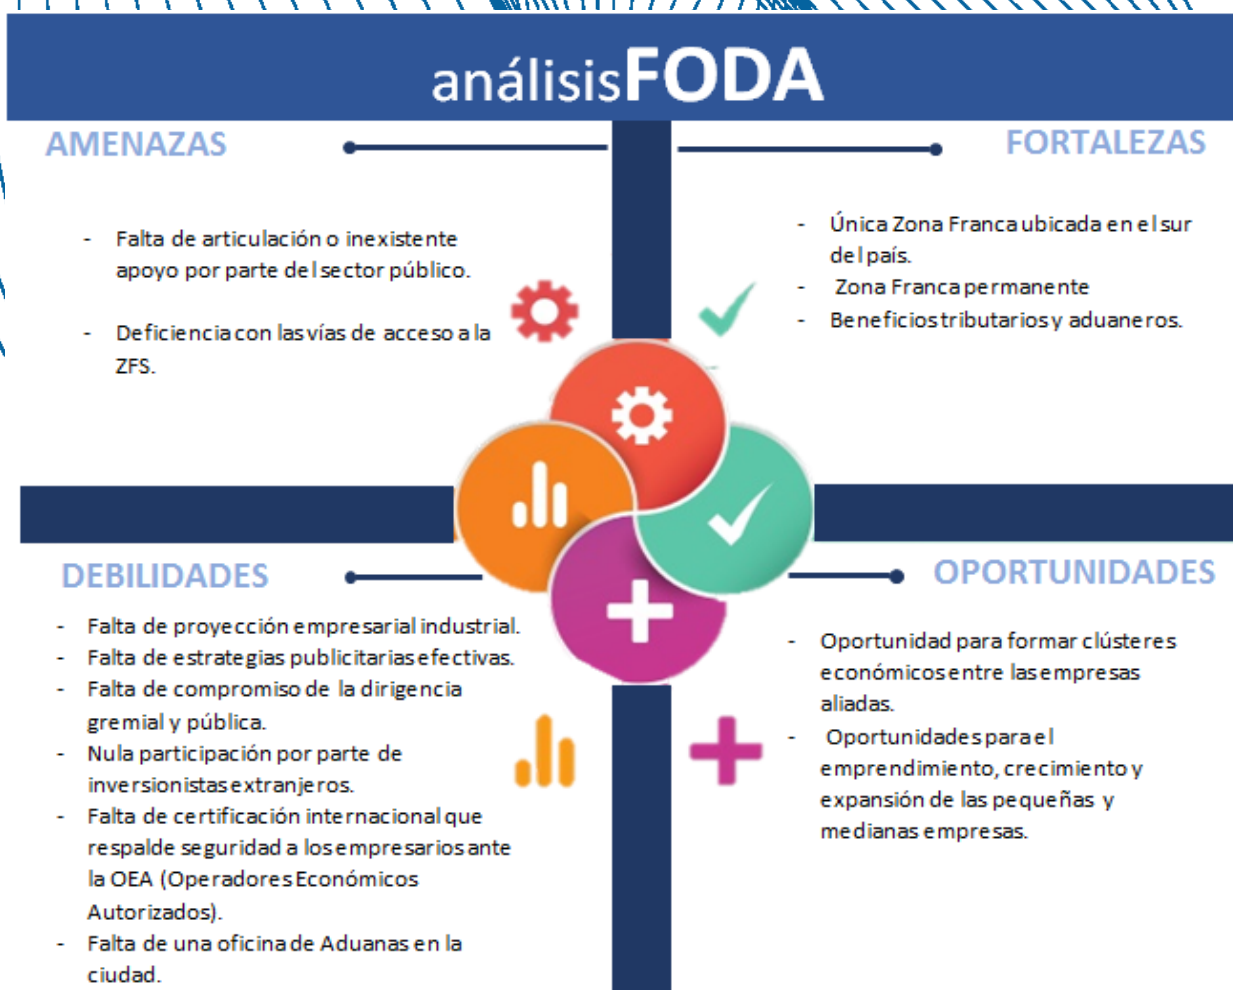 análisisFODA
AMENAZAS
- Falta de articulación o inexistente
apoyo por parte del sector público.
- Deficiencia con las vías de acceso a la
ZFS.
FORTALEZAS
- Única Zona Franca ubicada en el sur
del país.
- Zona Franca permanente
- Beneficios tributarios y aduaneros.
DEBILIDADES
- Falta de proyección empresarial industrial.
- Falta de estrategias publicitarias efectivas.
- Falta de compromiso de la dirigencia
gremial y pública.
- Nula participación por parte de
inversionistas extranjeros.
- Falta de certificación internacional que
respalde seguridad a los empresarios ante
la OEA (Operadores Económicos
Autorizados).
- Falta de una oficina de Aduanas en la
ciudad.
OPORTUNIDADES
- Oportunidad para formar clústeres
económicos entre las empresas
aliadas.
- Oportunidades para el
emprendimiento, crecimiento y
expansión de las pequeñas y
medianas empresas.